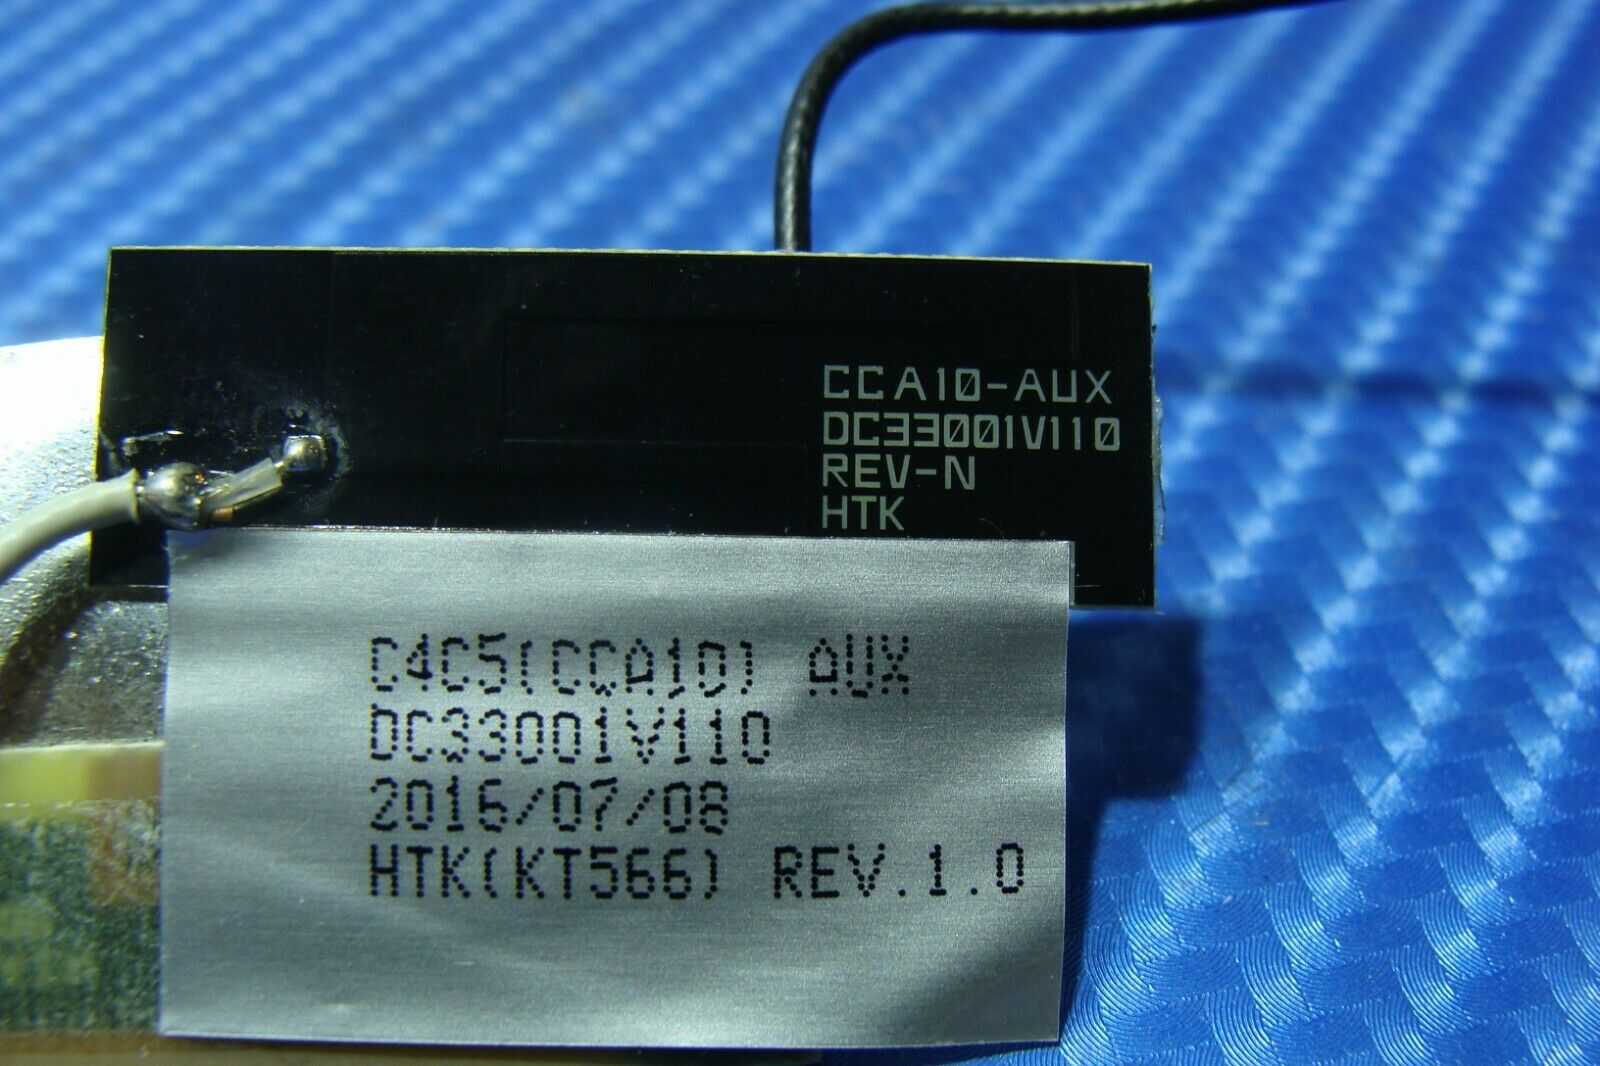 CCA10-AUX
DC33001V110
REV-N
HTK
C4C5(CCA10) AUX
DC33001V110
2016/07/08
HTK(KT566) REV.1.0